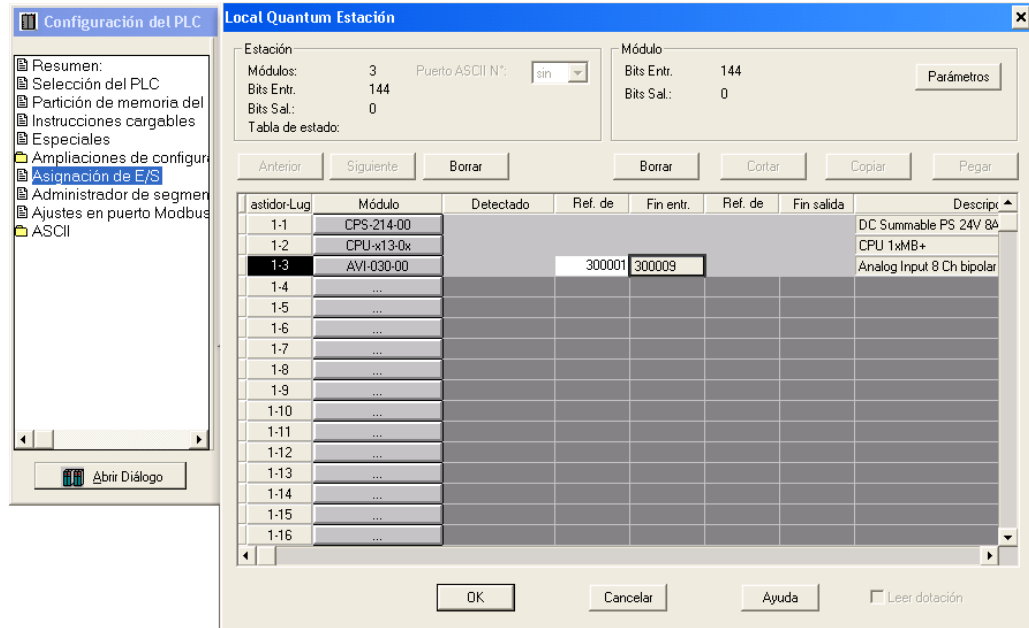 Configuración del PLC
Resumen:
Selección del PLC
Partición de memoria del
Instrucciones cargables
Especiales
Ampliaciones de configur
Asignación de E/S
Administrador de segmen
Ajustes en puerto Modbus
ASCII
Abrir Diálogo
Local Quantum Estación
Estación
Módulos: 3 Puerto ASCII N°: sin
Bits Entr. 144
Bits Sal.: 0
Tabla de estado:
Módulo
Bits Entr. 144
Bits Sal.: 0
Parámetros
Anterior Siguiente Borrar Borrar Cortar Copiar Pegar
astidor-Lug Módulo Detectado Ref. de Fin entr. Ref. de Fin salida Descripc
1-1 CPS-214-00 DC Summable PS 24V 8A
1-2 CPU-x13-0x CPU 1xMB+
1-3 AVI-030-00 300001 300009 Analog Input 8 Ch bipolar
1-4 ...
1-5 ...
1-6 ...
1-7 ...
1-8 ...
1-9 ...
1-10 ...
1-11 ...
1-12 ...
1-13 ...
1-14 ...
1-15 ...
1-16 ...
OK Cancelar Ayuda Leer dotación